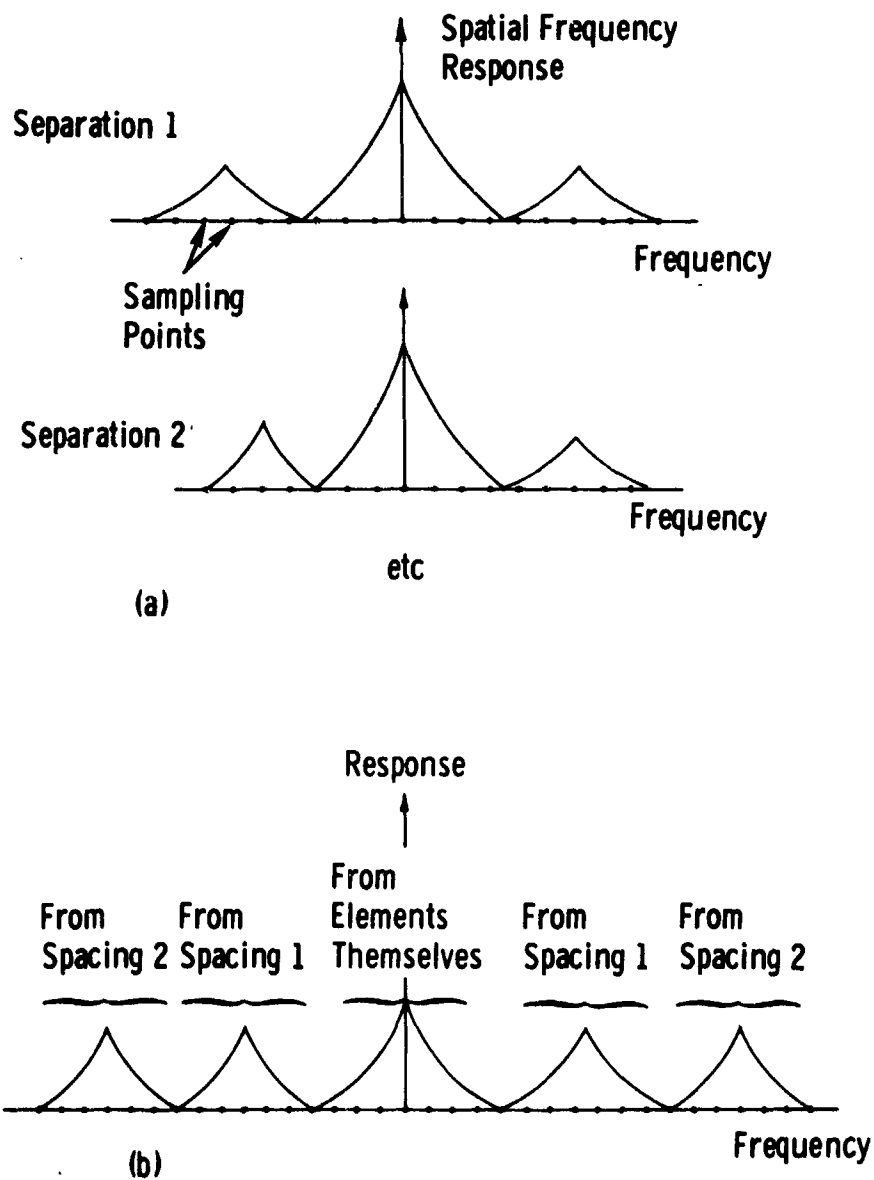 Spatial Frequency
Response
Separation 1
Frequency
Sampling
Points
Separation 2
Frequency
etc
(a)
Response
From
Elements
Themselves
From
Spacing 2
From
Spacing 1
From
Spacing 1
From
Spacing 2
Frequency
(b)